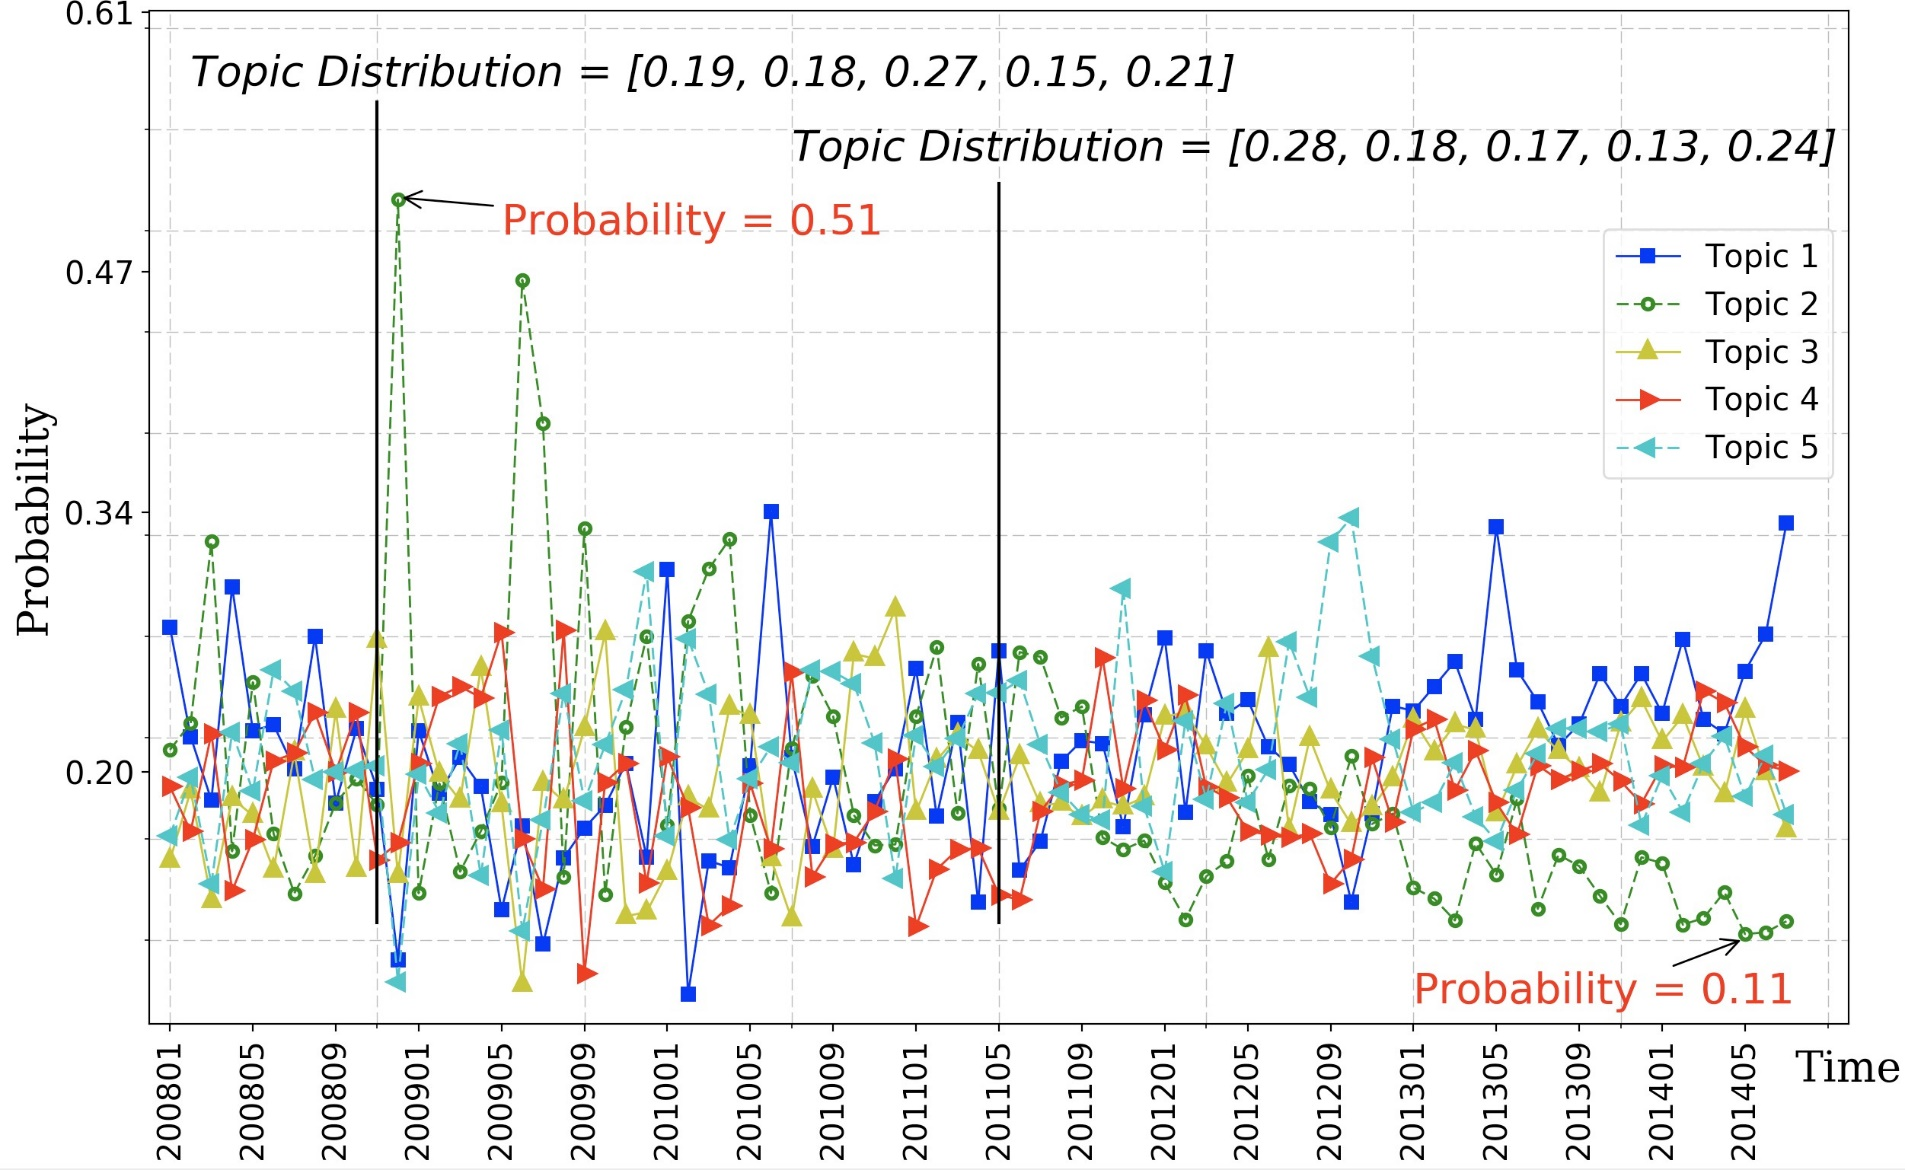 0.61
Topic Distribution = [0.19, 0.18, 0.27, 0.15, 0.21]
Topic Distribution = [0.28, 0.18, 0.17, 0.13, 0.24]
Probability = 0.51
0.47
Topic 1
Topic 2
Topic 3
Topic 4
Topic 5
Probability
0.34
0.20
Probability = 0.11
200801
200805
200809
200901
200905
200909
201001
201005
201009
201101
201105
201109
201201
201205
201209
201301
201305
201309
201401
201405
Time